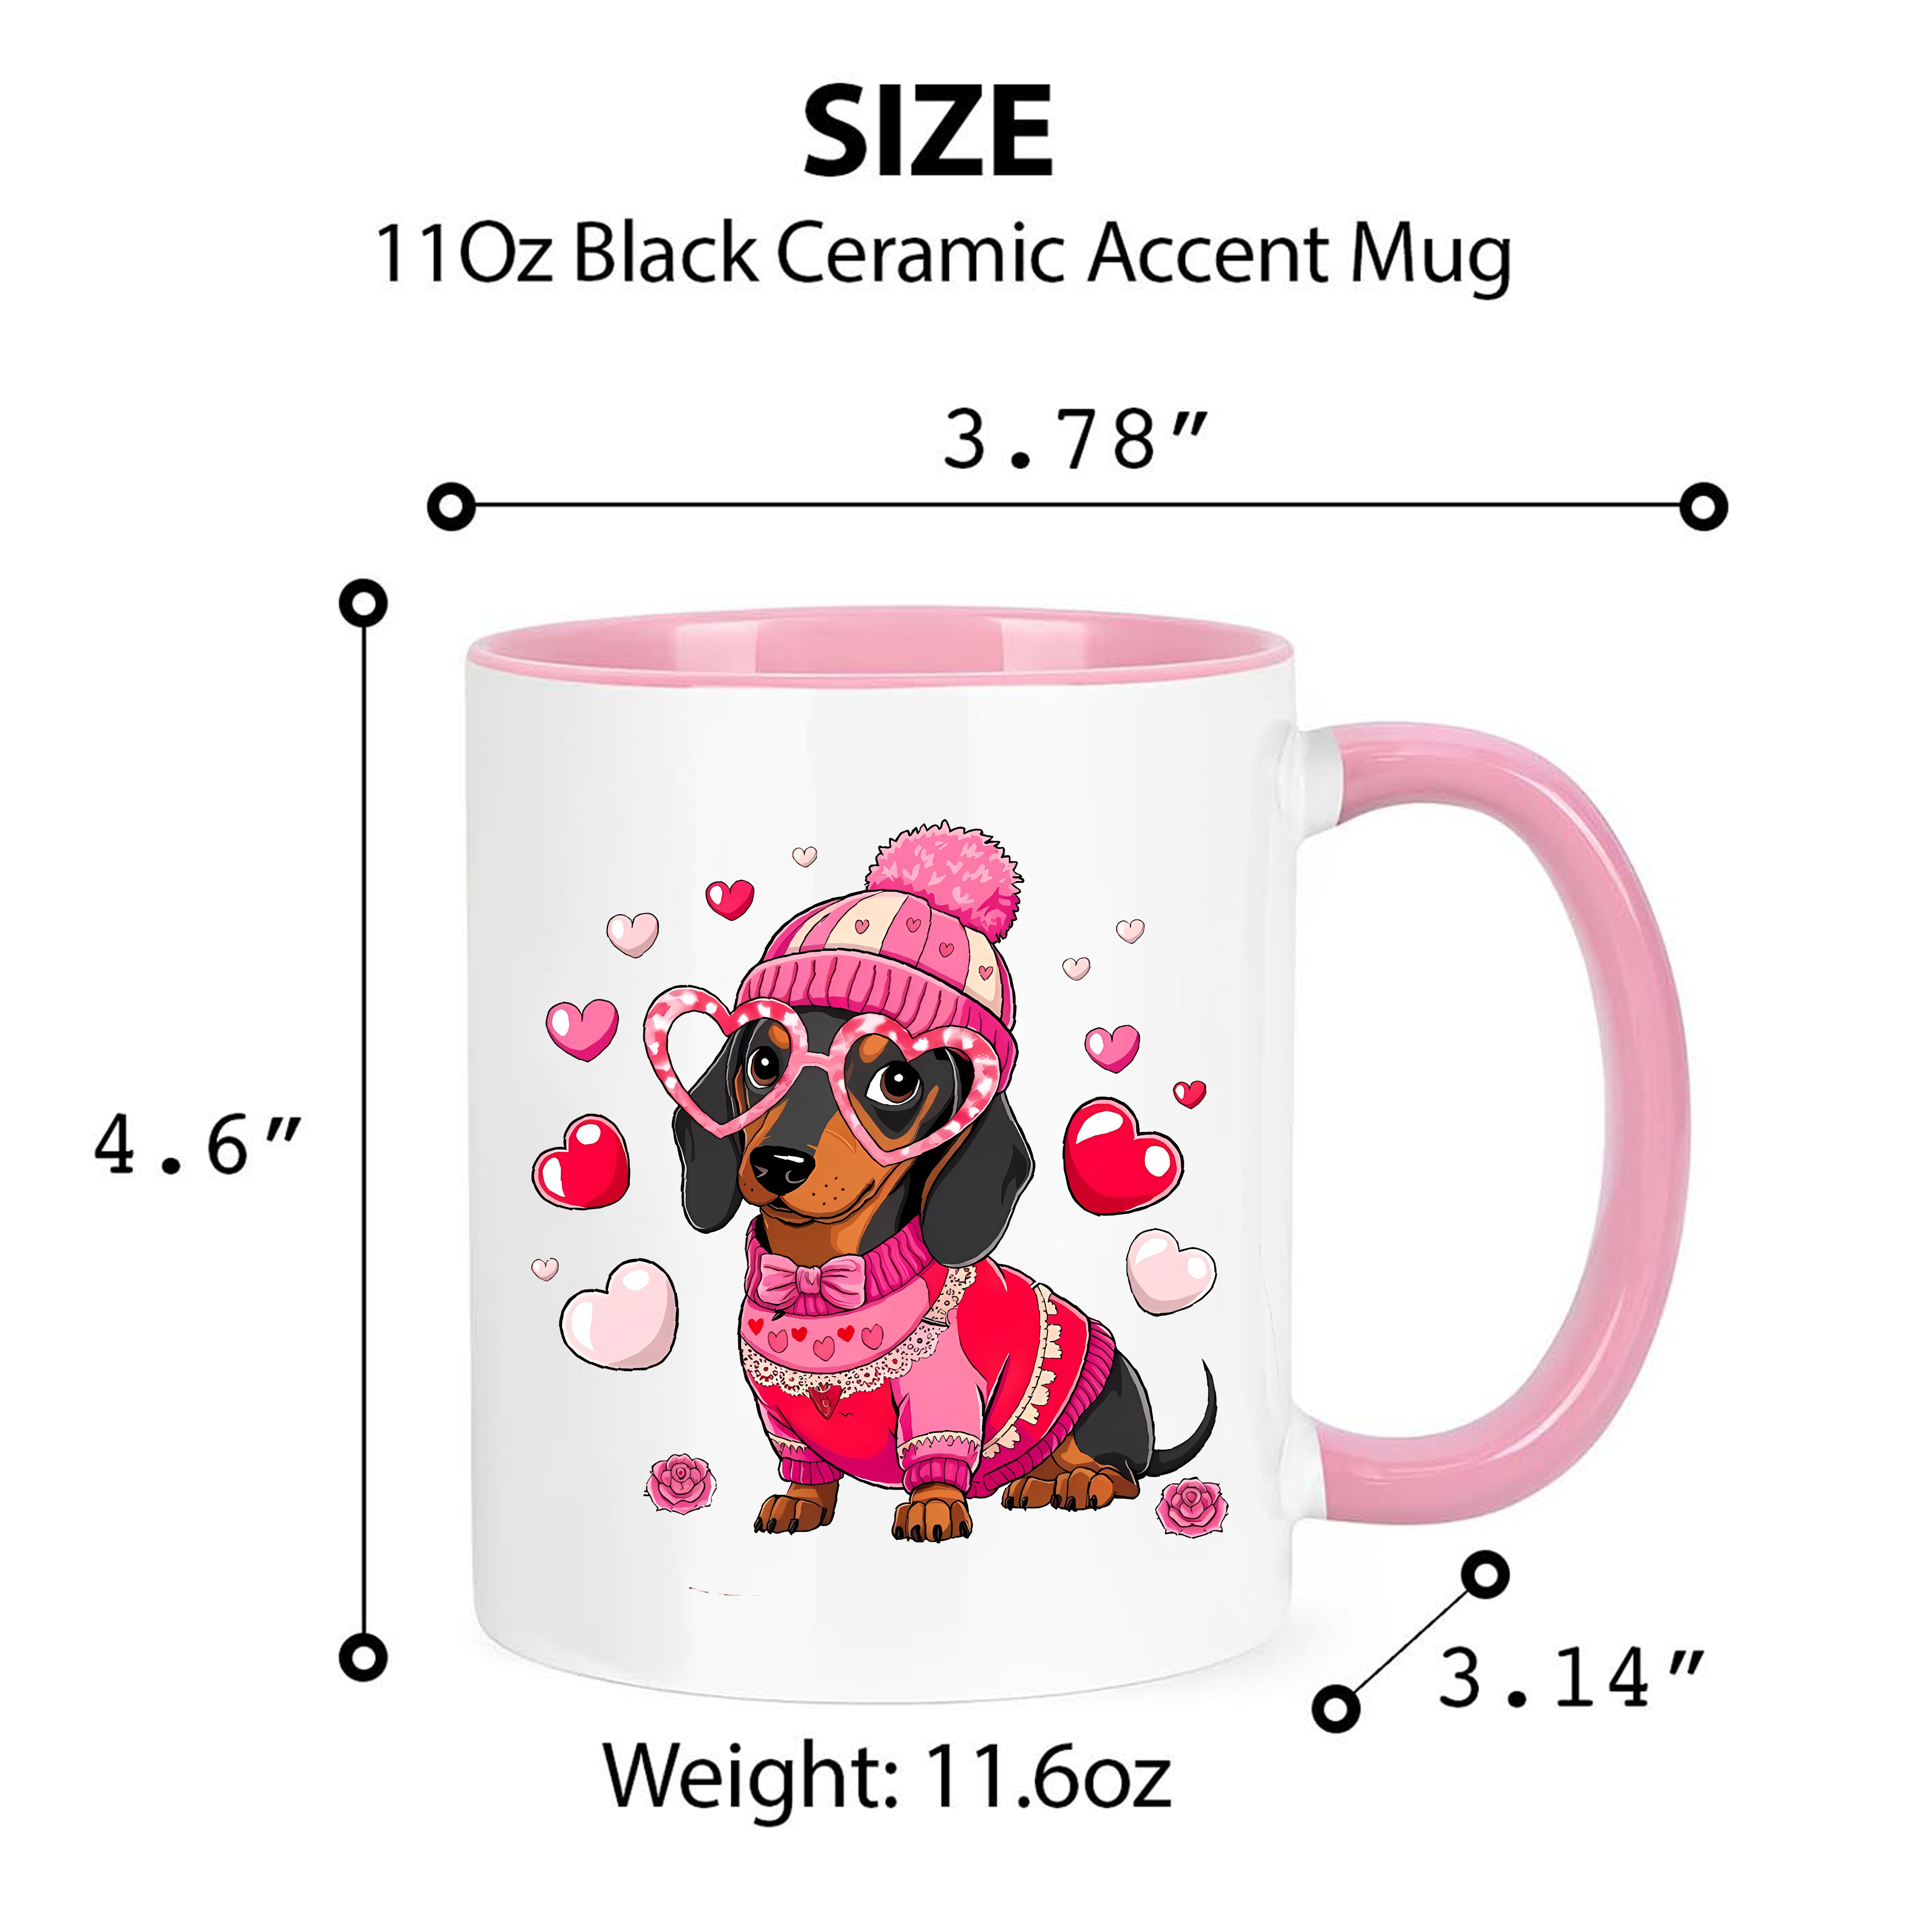 SIZE
11Oz Black Ceramic Accent Mug
3.78"
4.6"
3.14"
Weight: 11.6oz